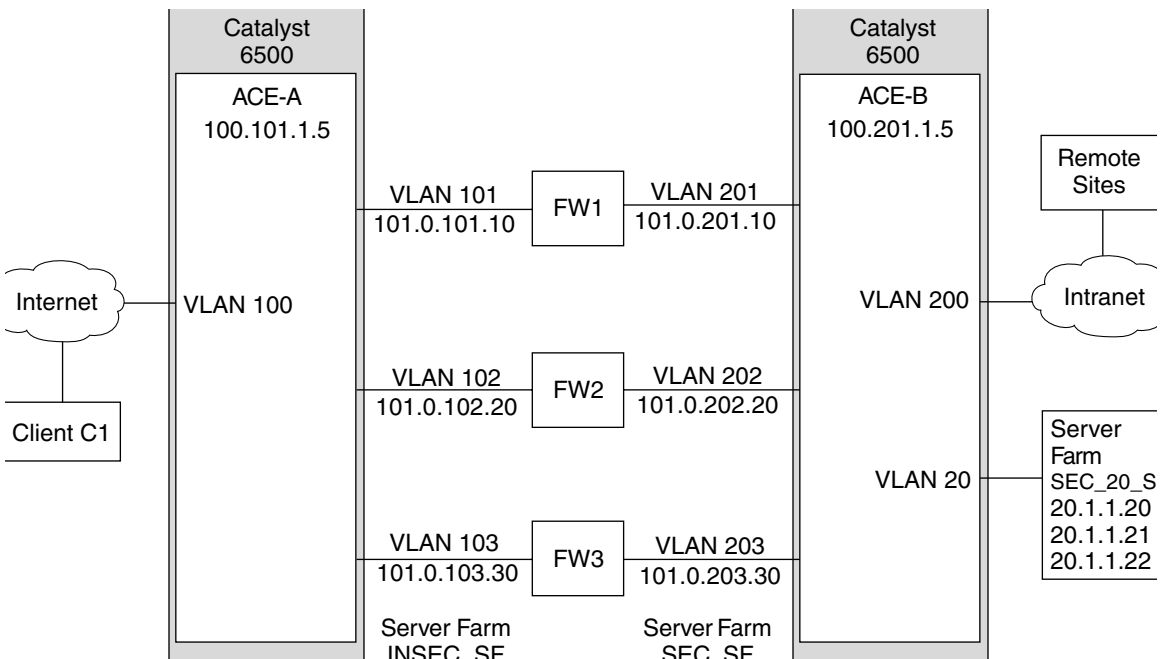 Catalyst
6500
Catalyst
6500
ACE-A
100.101.1.5
ACE-B
100.201.1.5
Remote
Sites
VLAN 101
101.0.101.10
FW1
VLAN 201
101.0.201.10
Internet
VLAN 100
VLAN 200
Intranet
VLAN 102
101.0.102.20
FW2
VLAN 202
101.0.202.20
Client C1
VLAN 20
Server
Farm
SEC_20_S
20.1.1.20
20.1.1.21
20.1.1.22
VLAN 103
101.0.103.30
FW3
VLAN 203
101.0.203.30
Server Farm
INSEC_SF
Server Farm
SEC_SF